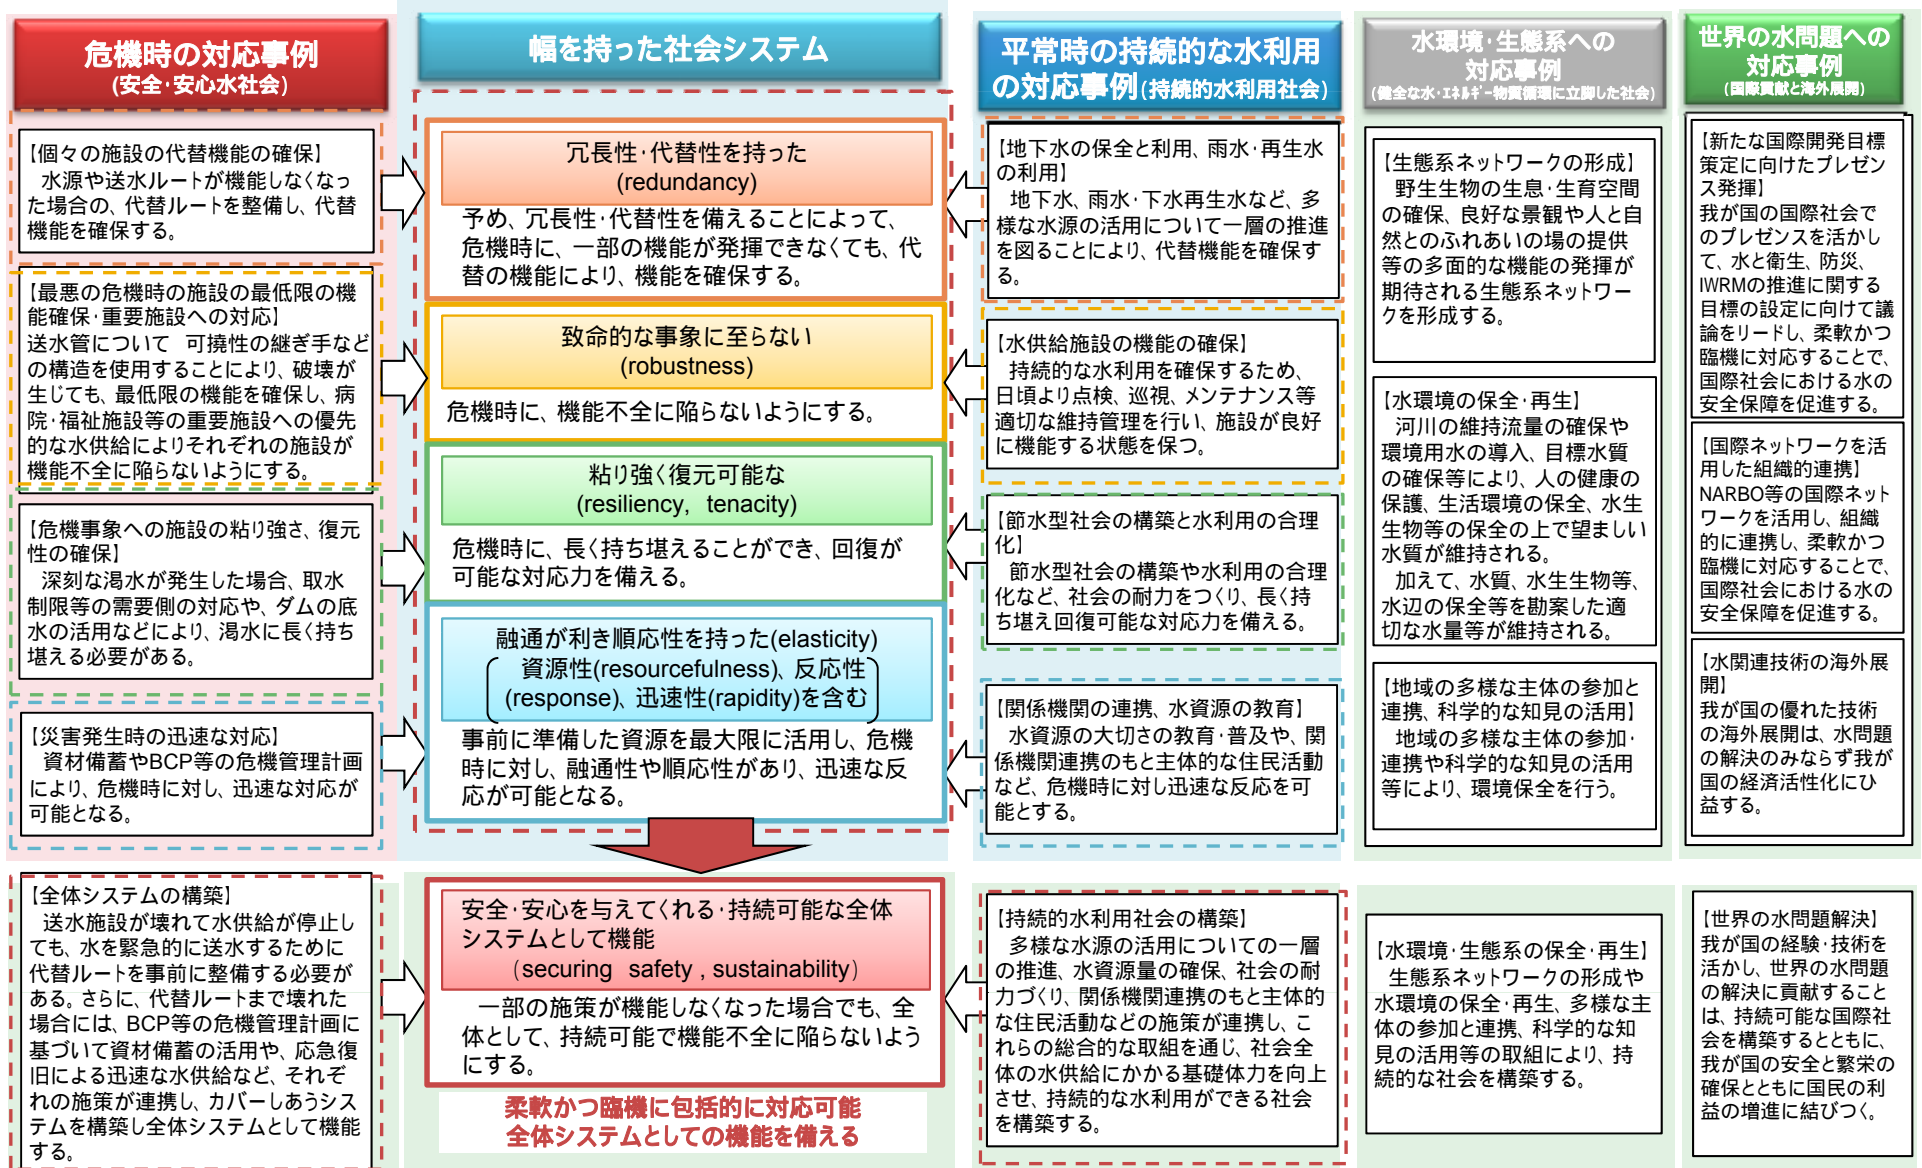 危機時の対応事例
(安全･安心水社会)
【個々の施設の代替機能の確保】
水源や送水ルートが機能しなくなっ
た場合の、代替ルートを整備し、代替
機能を確保する。
【最悪の危機時の施設の最低限の機
能確保･重要施設への対応】
送水管について 可撓性の継ぎ手など
の構造を使用することにより、破壊が
生じても、最低限の機能を確保し、病
院･福祉施設等の重要施設への優先
的な水供給によりそれぞれの施設が
機能不全に陥らないようにする。
【危機事象への施設の粘り強さ、復元
性の確保】
深刻な渇水が発生した場合、取水
制限等の需要側の対応や、ダムの底
水の活用などにより、渇水に長く持ち
堪える必要がある。
【災害発生時の迅速な対応】
資材備蓄やBCP等の危機管理計画
により、危機時に対し、迅速な対応が
可能となる。
【全体システムの構築】
送水施設が壊れて水供給が停止し
ても、水を緊急的に送水するために
代替ルートを事前に整備する必要が
ある。さらに、代替ルートまで壊れた
場合には、BCP等の危機管理計画に
基づいて資材備蓄の活用や、応急復
旧による迅速な水供給など、それぞ
れの施策が連携し、カバーしあうシス
テムを構築し全体システムとして機能
する。
幅を持った社会システム
冗長性･代替性を持った
(redundancy)
予め、冗長性･代替性を備えることによって、
危機時に、一部の機能が発揮できなくても、代
替の機能により、機能を確保する。
致命的な事象に至らない
(robustness)
危機時に、機能不全に陥らないようにする。
粘り強く復元可能な
(resiliency, tenacity)
危機時に、長く持ち堪えることができ、回復が
可能な対応力を備える。
融通が利き順応性を持った(elasticity)
資源性(resourcefulness)、反応性
(response)、迅速性(rapidity)を含む
事前に準備した資源を最大限に活用し、危機
時に対し、融通性や順応性があり、迅速な反
応が可能となる。
安全･安心を与えてくれる･持続可能な全体
システムとして機能
(securing safety , sustainability)
一部の施策が機能しなくなった場合でも、全
体として、持続可能で機能不全に陥らないよう
にする。
柔軟かつ臨機に包括的に対応可能
全体システムとしての機能を備える
平常時の持続的な水利用
の対応事例(持続的水利用社会)
【地下水の保全と利用、雨水･再生水
の利用】
地下水、雨水･下水再生水など、多
様な水源の活用について一層の推進
を図ることにより、代替機能を確保す
る。
【水供給施設の機能の確保】
持続的な水利用を確保するため、
日頃より点検、巡視、メンテナンス等
適切な維持管理を行い、施設が良好
に機能する状態を保つ。
【節水型社会の構築と水利用の合理
化】
節水型社会の構築や水利用の合理
化など、社会の耐力をつくり、長く持
ち堪え回復可能な対応力を備える。
【関係機関の連携、水資源の教育】
水資源の大切さの教育･普及や、関
係機関連携のもと主体的な住民活動
など、危機時に対し迅速な反応を可
能とする。
【持続的水利用社会の構築】
多様な水源の活用についての一層
の推進、水資源量の確保、社会の耐
力づくり、関係機関連携のもと主体的
な住民活動などの施策が連携し、こ
れらの総合的な取組を通じ、社会全
体の水供給にかかる基礎体力を向上
させ、持続的な水利用ができる社会
を構築する。
水環境･生態系への
対応事例
(健全な水･ｴﾈﾙｷﾞｰ物質循環に立脚した社会)
【生態系ネットワークの形成】
野生生物の生息･生育空間
の確保、良好な景観や人と自
然とのふれあいの場の提供
等の多面的な機能の発揮が
期待される生態系ネットワー
クを形成する。
【水環境の保全･再生】
河川の維持流量の確保や
環境用水の導入、目標水質
の確保等により、人の健康の
保護、生活環境の保全、水生
生物等の保全の上で望ましい
水質が維持される。
加えて、水質、水生生物等、
水辺の保全等を勘案した適
切な水量等が維持される。
【地域の多様な主体の参加と
連携、科学的な知見の活用】
地域の多様な主体の参加･
連携や科学的な知見の活用
等により、環境保全を行う。
【水環境･生態系の保全･再生】
生態系ネットワークの形成や
水環境の保全･再生、多様な主
体の参加と連携、科学的な知
見の活用等の取組により、持
続的な社会を構築する。
世界の水問題への
対応事例
(国際貢献と海外展開)
【新たな国際開発目標
策定に向けたプレゼン
ス発揮】
我が国の国際社会で
のプレゼンスを活かし
て、水と衛生、防災、
IWRMの推進に関する
目標の設定に向けて議
論をリードし、柔軟かつ
臨機に対応することで、
国際社会における水の
安全保障を促進する。
【国際ネットワークを活
用した組織的連携】
NARBO等の国際ネット
ワークを活用し、組織
的に連携し、柔軟かつ
臨機に対応することで、
国際社会における水の
安全保障を促進する。
【水関連技術の海外展
開】
我が国の優れた技術
の海外展開は、水問題
の解決のみならず我が
国の経済活性化にひ
益する。
【世界の水問題解決】
我が国の経験･技術を
活かし、世界の水問題
の解決に貢献すること
は、持続可能な国際社
会を構築するとともに、
我が国の安全と繁栄の
確保とともに国民の利
益の増進に結びつく。